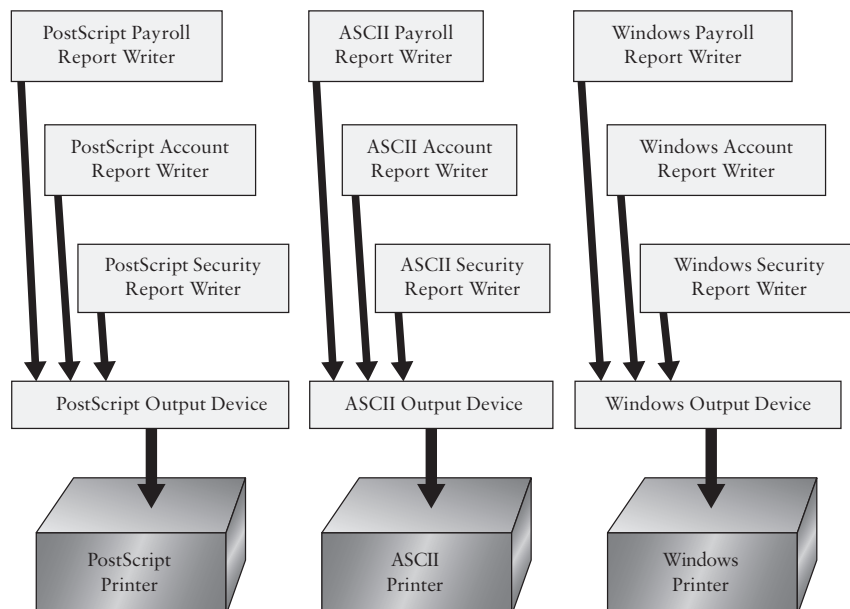 PostScript Payroll
Report Writer
ASCII Payroll
Report Writer
Windows Payroll
Report Writer
PostScript Account
Report Writer
ASCII Account
Report Writer
Windows Account
Report Writer
PostScript Security
Report Writer
ASCII Security
Report Writer
Windows Security
Report Writer
PostScript Output Device
ASCII Output Device
Windows Output Device
PostScript
Printer
ASCII
Printer
Windows
Printer